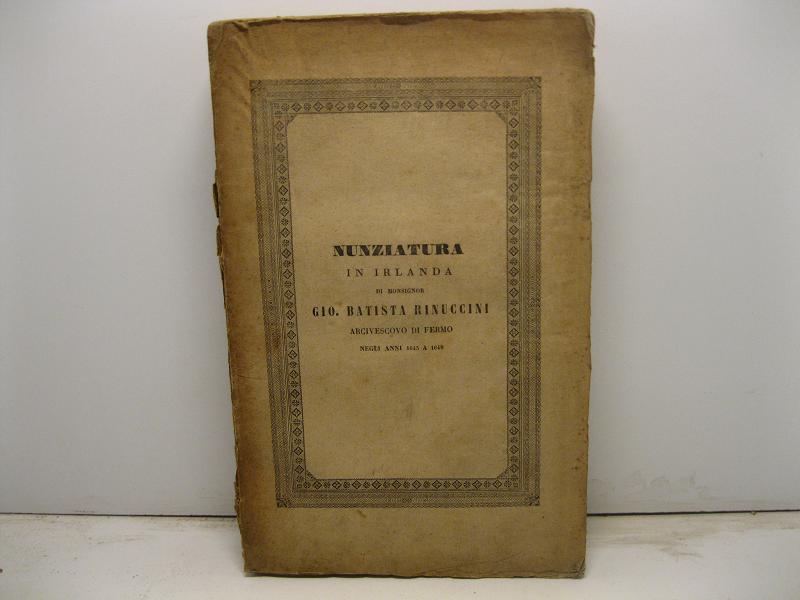 NUNZIATURA
IN IRLANDA
DI MONSIGNOR
GIO. BATISTA RINUCCINI
ARCIVESCOVO DI FERMO
NEGLI ANNI 1645 A 1649